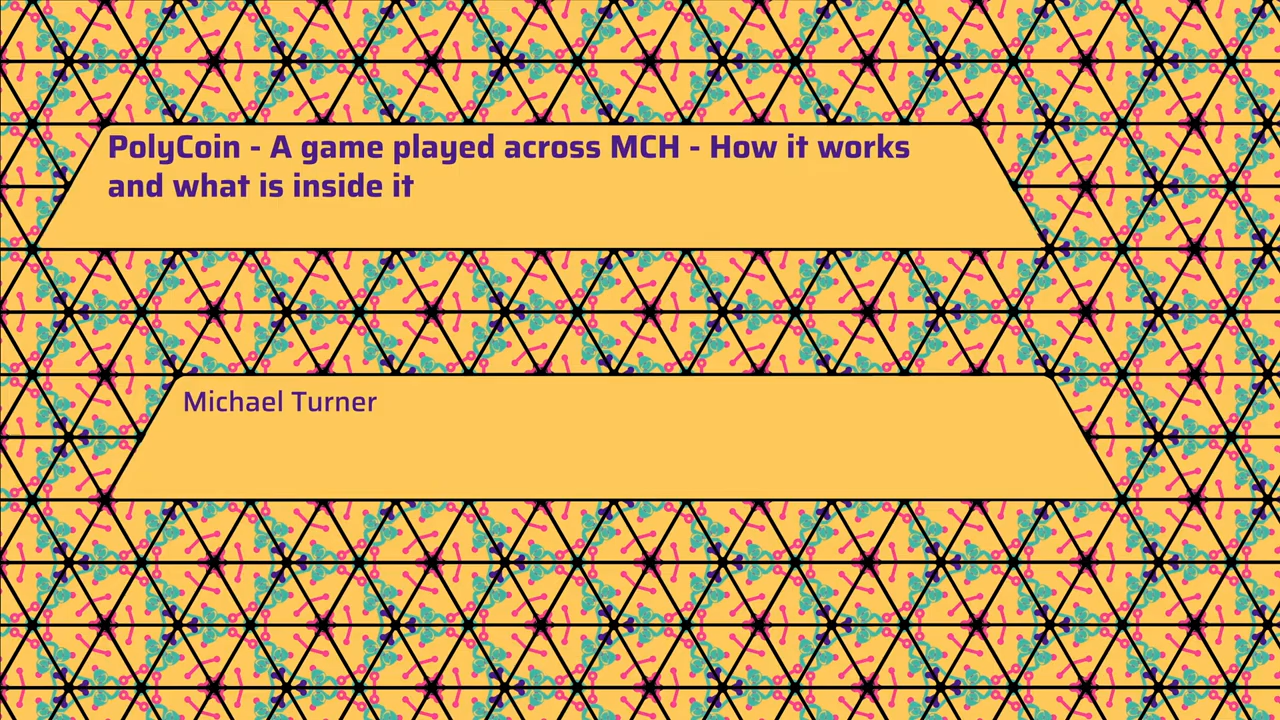 PolyCoin - A game played across MCH - How it works
and what is inside it
Michael Turner